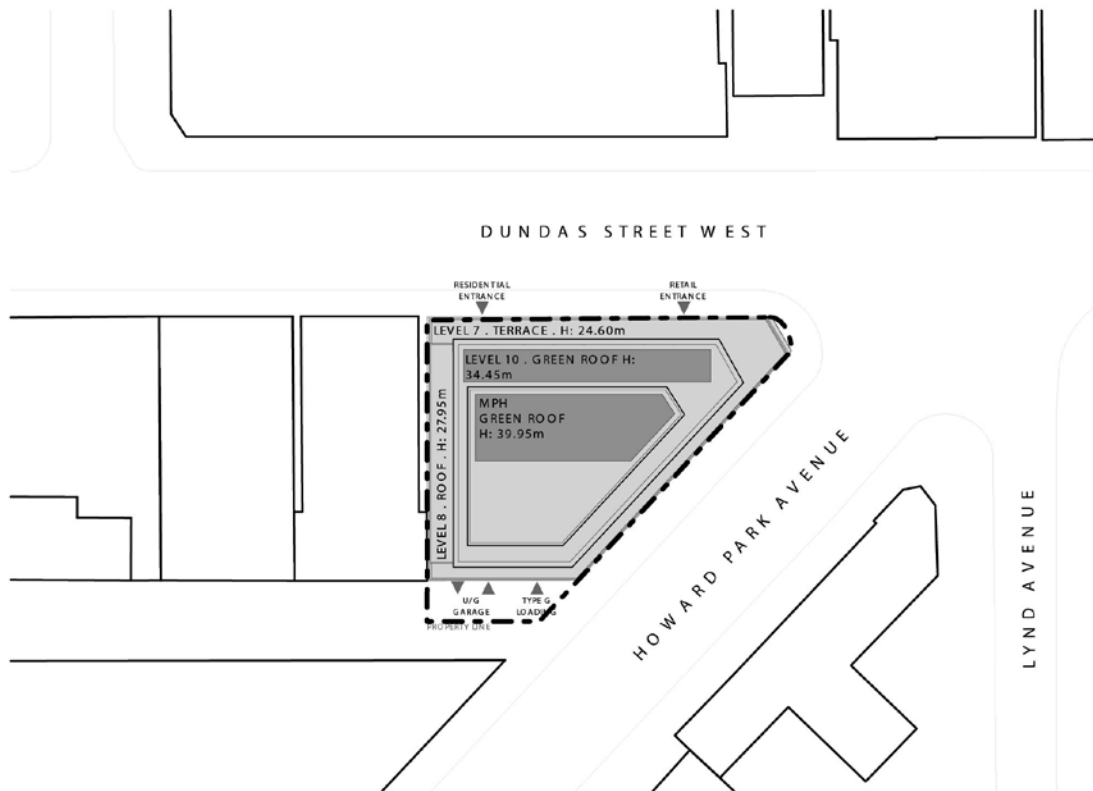 DUNDAS STREET WEST
RESIDENTIAL
ENTRANCE
RETAIL
ENTRANCE
LEVEL 7 . TERRACE . H: 24.60m
LEVEL 10 . GREEN ROOF H:
34.45m
MPH
GREEN ROOF
H: 39.95m
LEVEL 8 . ROOF . H: 27.95m
U/G
GARAGE
TYPE G
LOADING
PROPERTY LINE
HOWARD PARK AVENUE
LYND AVENUE